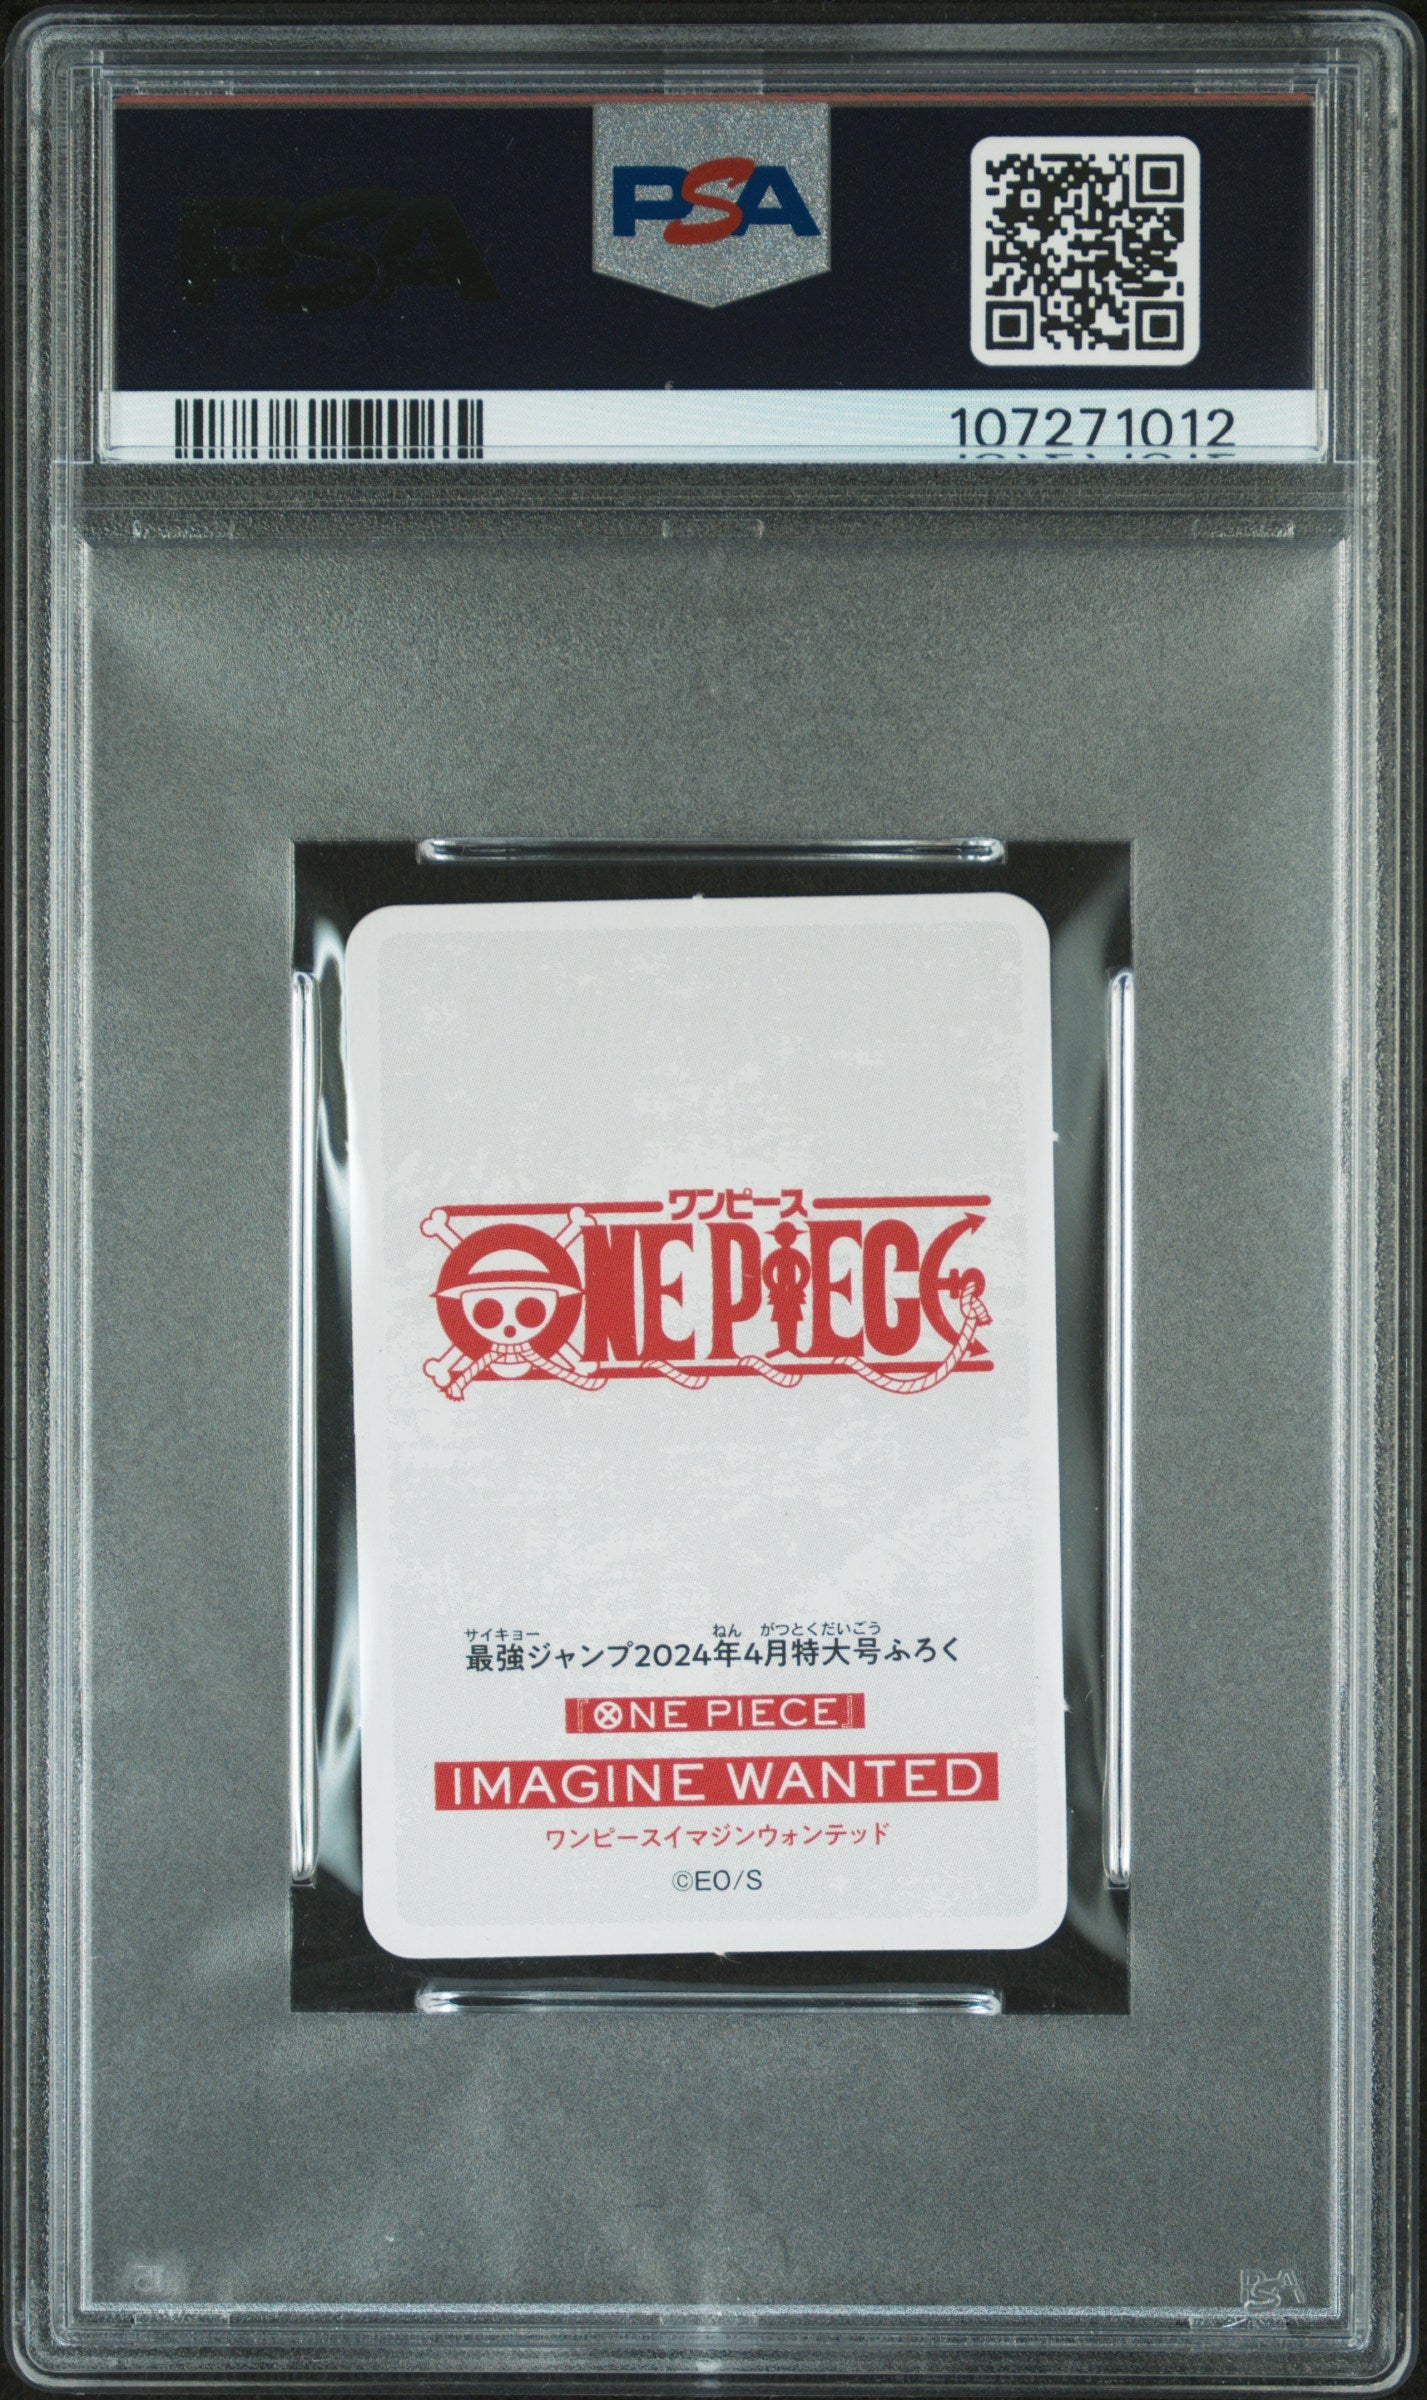 PSA
PSA
107271012
ワンピース
ONE PIECE
サイキョー ねん がつとくだいごう
最強ジャンプ2024年4月特大号ふろく
『ONE PIECE』
IMAGINE WANTED
ワンピースイマジンウォンテッド
©EO/S
PSA